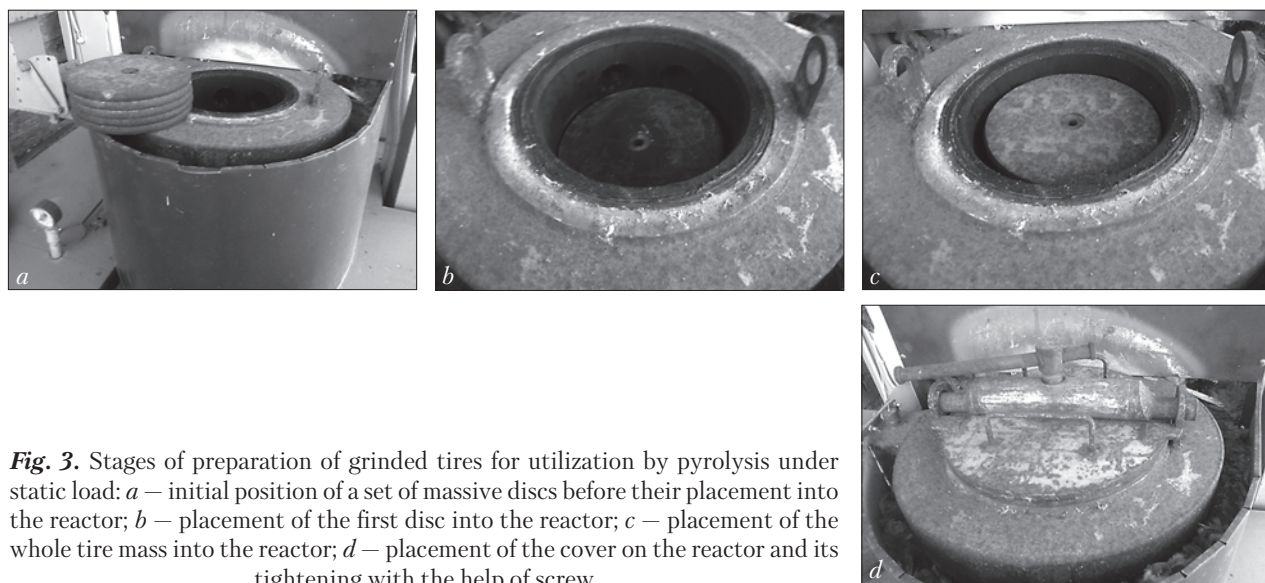 a
b
c
d
Fig. 3. Stages of preparation of grinded tires for utilization by pyrolysis under
static load: a — initial position of a set of massive discs before their placement into
the reactor; b — placement of the first disc into the reactor; c — placement of the
whole tire mass into the reactor; d — placement of the cover on the reactor and its
tightening with the help of screw